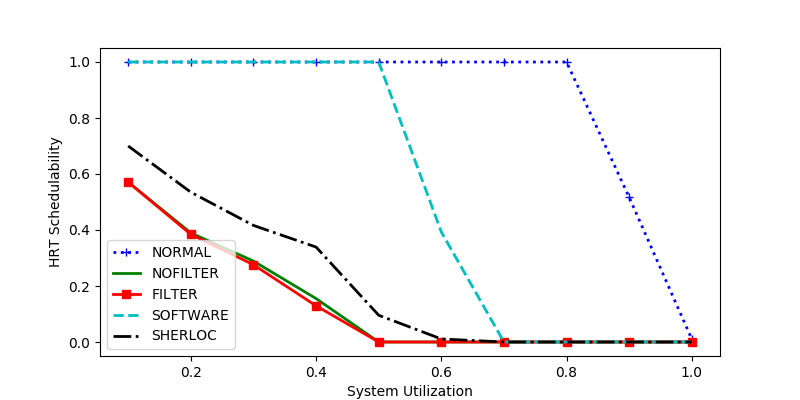 HRT Schedulability
1.0
0.8
0.6
0.4
0.2
0.0
NORMAL
NOFILTER
FILTER
SOFTWARE
SHERLOC
0.2 0.4 0.6 0.8 1.0
System Utilization